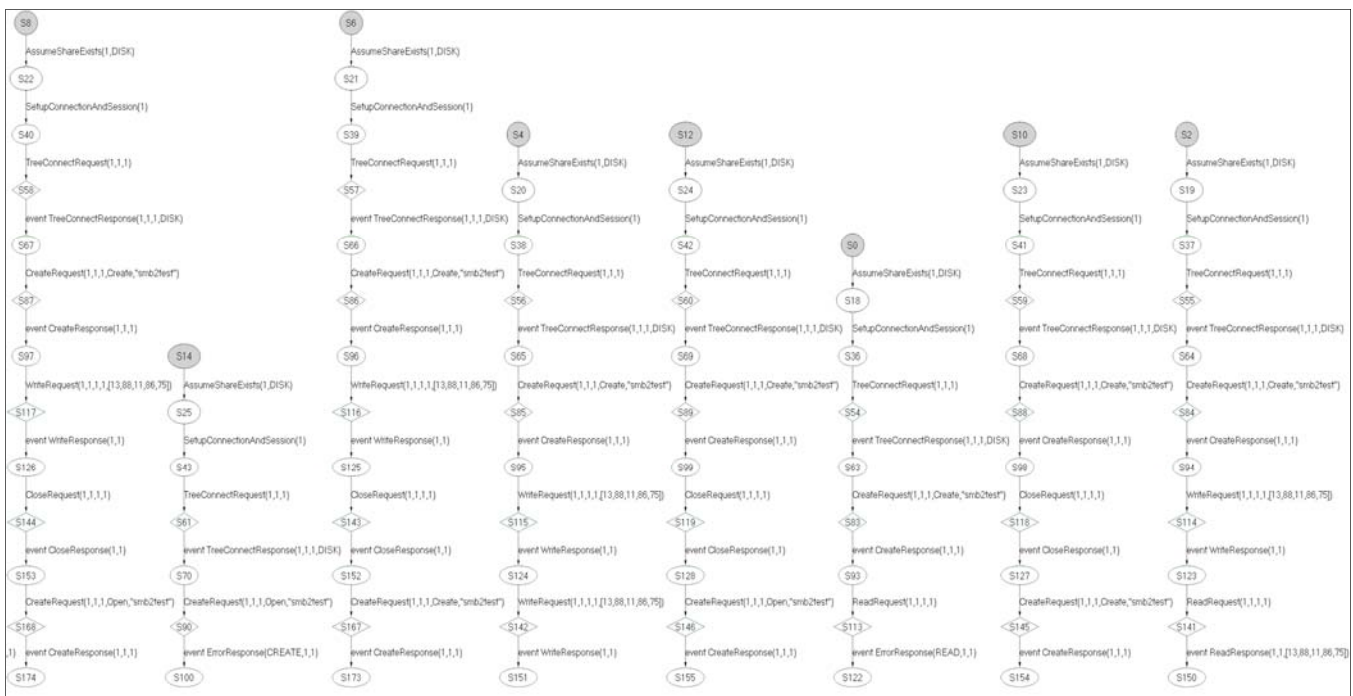 S8
AssumeShareExists(1,DISK)
S22
SetupConnectionAndSession(1)
S40
TreeConnectRequest(1,1,1)
S58
event TreeConnectResponse(1,1,1,DISK)
S67
CreateRequest(1,1,1,Create,"smb2test")
S87
event CreateResponse(1,1,1)
S97
WriteRequest(1,1,1,1,[13,88,11,86,75])
S117
event WriteResponse(1,1)
S126
CloseRequest(1,1,1,1)
S144
event CloseResponse(1,1)
S153
CreateRequest(1,1,1,Open,"smb2test")
S168
,1)
event CreateResponse(1,1,1)
S174
S14
AssumeShareExists(1,DISK)
S25
SetupConnectionAndSession(1)
S43
TreeConnectRequest(1,1,1)
S61
event TreeConnectResponse(1,1,1,DISK)
S70
CreateRequest(1,1,1,Open,"smb2test")
S90
event ErrorResponse(CREATE,1,1)
S100
S6
AssumeShareExists(1,DISK)
S21
SetupConnectionAndSession(1)
S39
TreeConnectRequest(1,1,1)
S57
event TreeConnectResponse(1,1,1,DISK)
S66
CreateRequest(1,1,1,Create,"smb2test")
S86
event CreateResponse(1,1,1)
S96
WriteRequest(1,1,1,1,[13,88,11,86,75])
S116
event WriteResponse(1,1)
S125
CloseRequest(1,1,1,1)
S143
event CloseResponse(1,1)
S152
CreateRequest(1,1,1,Create,"smb2test")
S167
event CreateResponse(1,1,1)
S173
S4
AssumeShareExists(1,DISK)
S20
SetupConnectionAndSession(1)
S38
TreeConnectRequest(1,1,1)
S56
event TreeConnectResponse(1,1,1,DISK)
S65
CreateRequest(1,1,1,Create,"smb2test")
S85
event CreateResponse(1,1,1)
S95
WriteRequest(1,1,1,1,[13,88,11,86,75])
S115
event WriteResponse(1,1)
S124
WriteRequest(1,1,1,1,[13,88,11,86,75])
S142
event WriteResponse(1,1)
S151
S12
AssumeShareExists(1,DISK)
S24
SetupConnectionAndSession(1)
S42
TreeConnectRequest(1,1,1)
S60
event TreeConnectResponse(1,1,1,DISK)
S69
CreateRequest(1,1,1,Create,"smb2test")
S89
event CreateResponse(1,1,1)
S99
CloseRequest(1,1,1,1)
S119
event CloseResponse(1,1)
S128
CreateRequest(1,1,1,Open,"smb2test")
S146
event CreateResponse(1,1,1)
S155
S0
AssumeShareExists(1,DISK)
S18
SetupConnectionAndSession(1)
S36
TreeConnectRequest(1,1,1)
S54
event TreeConnectResponse(1,1,1,DISK)
S63
CreateRequest(1,1,1,Create,"smb2test")
S83
event CreateResponse(1,1,1)
S93
ReadRequest(1,1,1,1)
S113
event ErrorResponse(READ,1,1)
S122
S10
AssumeShareExists(1,DISK)
S23
SetupConnectionAndSession(1)
S41
TreeConnectRequest(1,1,1)
S59
event TreeConnectResponse(1,1,1,DISK)
S68
CreateRequest(1,1,1,Create,"smb2test")
S88
event CreateResponse(1,1,1)
S98
CloseRequest(1,1,1,1)
S118
event CloseResponse(1,1)
S127
CreateRequest(1,1,1,Create,"smb2test")
S145
event CreateResponse(1,1,1)
S154
S2
AssumeShareExists(1,DISK)
S19
SetupConnectionAndSession(1)
S37
TreeConnectRequest(1,1,1)
S55
event TreeConnectResponse(1,1,1,DISK)
S64
CreateRequest(1,1,1,Create,"smb2test")
S84
event CreateResponse(1,1,1)
S94
WriteRequest(1,1,1,1,[13,88,11,86,75])
S114
event WriteResponse(1,1)
S123
ReadRequest(1,1,1,1)
S141
event ReadResponse(1,1,[13,88,11,86,75])
S150